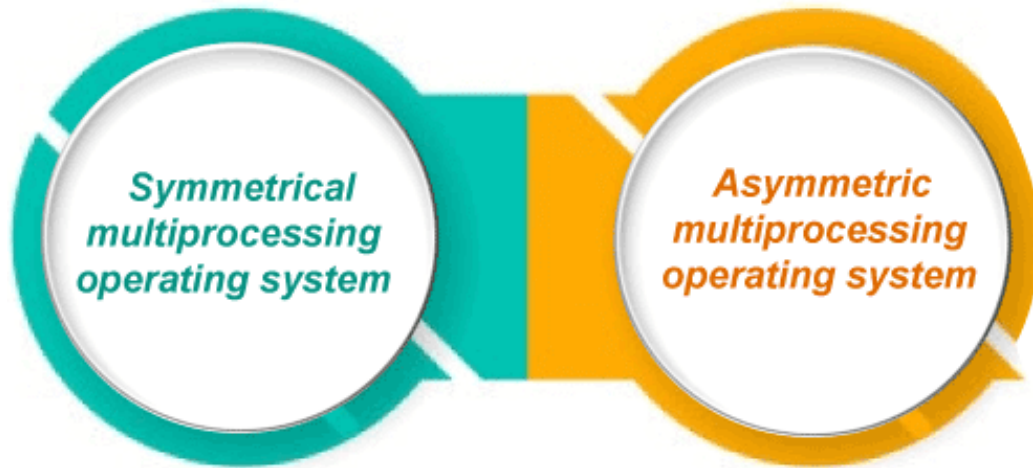 Symmetrical
multiprocessing
operating system
Asymmetric
multiprocessing
operating system